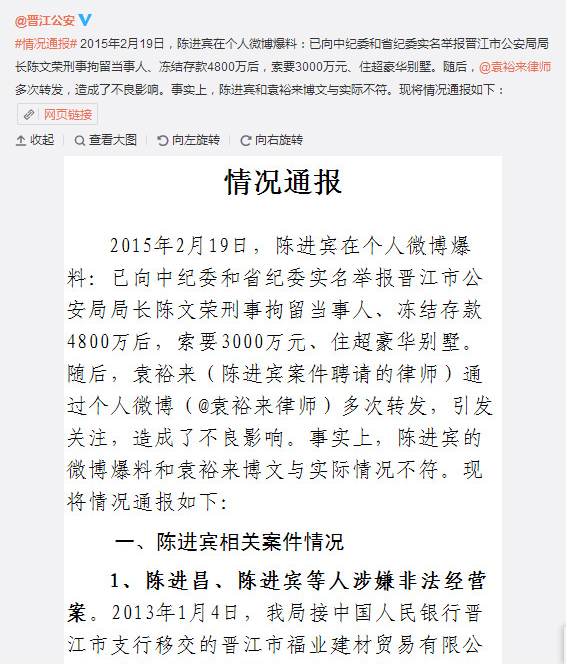 @晋江公安
#情况通报# 2015年2月19日，陈进宾在个人微博爆料：已向中纪委和省纪委实名举报晋江市公安局局
长陈文荣刑事拘留当事人、冻结存款4800万后，索要3000万元、住超豪华别墅。随后，@袁裕来律师
多次转发，造成了不良影响。事实上，陈进宾和袁裕来博文与实际不符。现将情况通报如下：
网页链接
收起 查看大图 向左旋转 向右旋转
情况通报
2015年2月19日，陈进宾在个人微博爆
料：已向中纪委和省纪委实名举报晋江市公
安局局长陈文荣刑事拘留当事人、冻结存款
4800万后，索要3000万元、住超豪华别墅。
随后，袁裕来（陈进宾案件聘请的律师）通
过个人微博（@袁裕来律师）多次转发，引发
关注，造成了不良影响。事实上，陈进宾的
微博爆料和袁裕来博文与实际情况不符。现
将情况通报如下：
一、陈进宾相关案件情况
1、陈进昌、陈进宾等人涉嫌非法经营
案。2013年1月4日，我局接中国人民银行晋
江市支行移交的晋江市福业建材贸易有限公